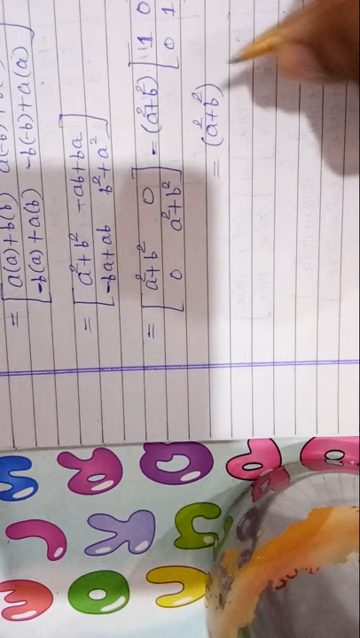 = [ a(a)+b(b) a(-b)+
-b(a)+a(b) -b(-b)+a(a) ]
= [ a²+b² -ab+ba
-ba+ab b²+a² ]
= [ a²+b² 0
0 a²+b² ] = (a²+b²) [ 1 0
0 1
= (a²+b²)